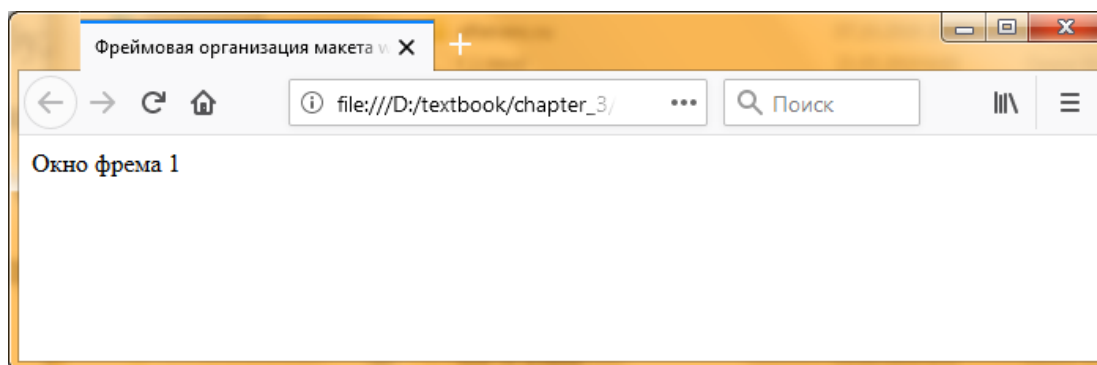 Фреймовая организация макета
file:///D:/textbook/chapter_3/
Поиск
Окно фрема 1